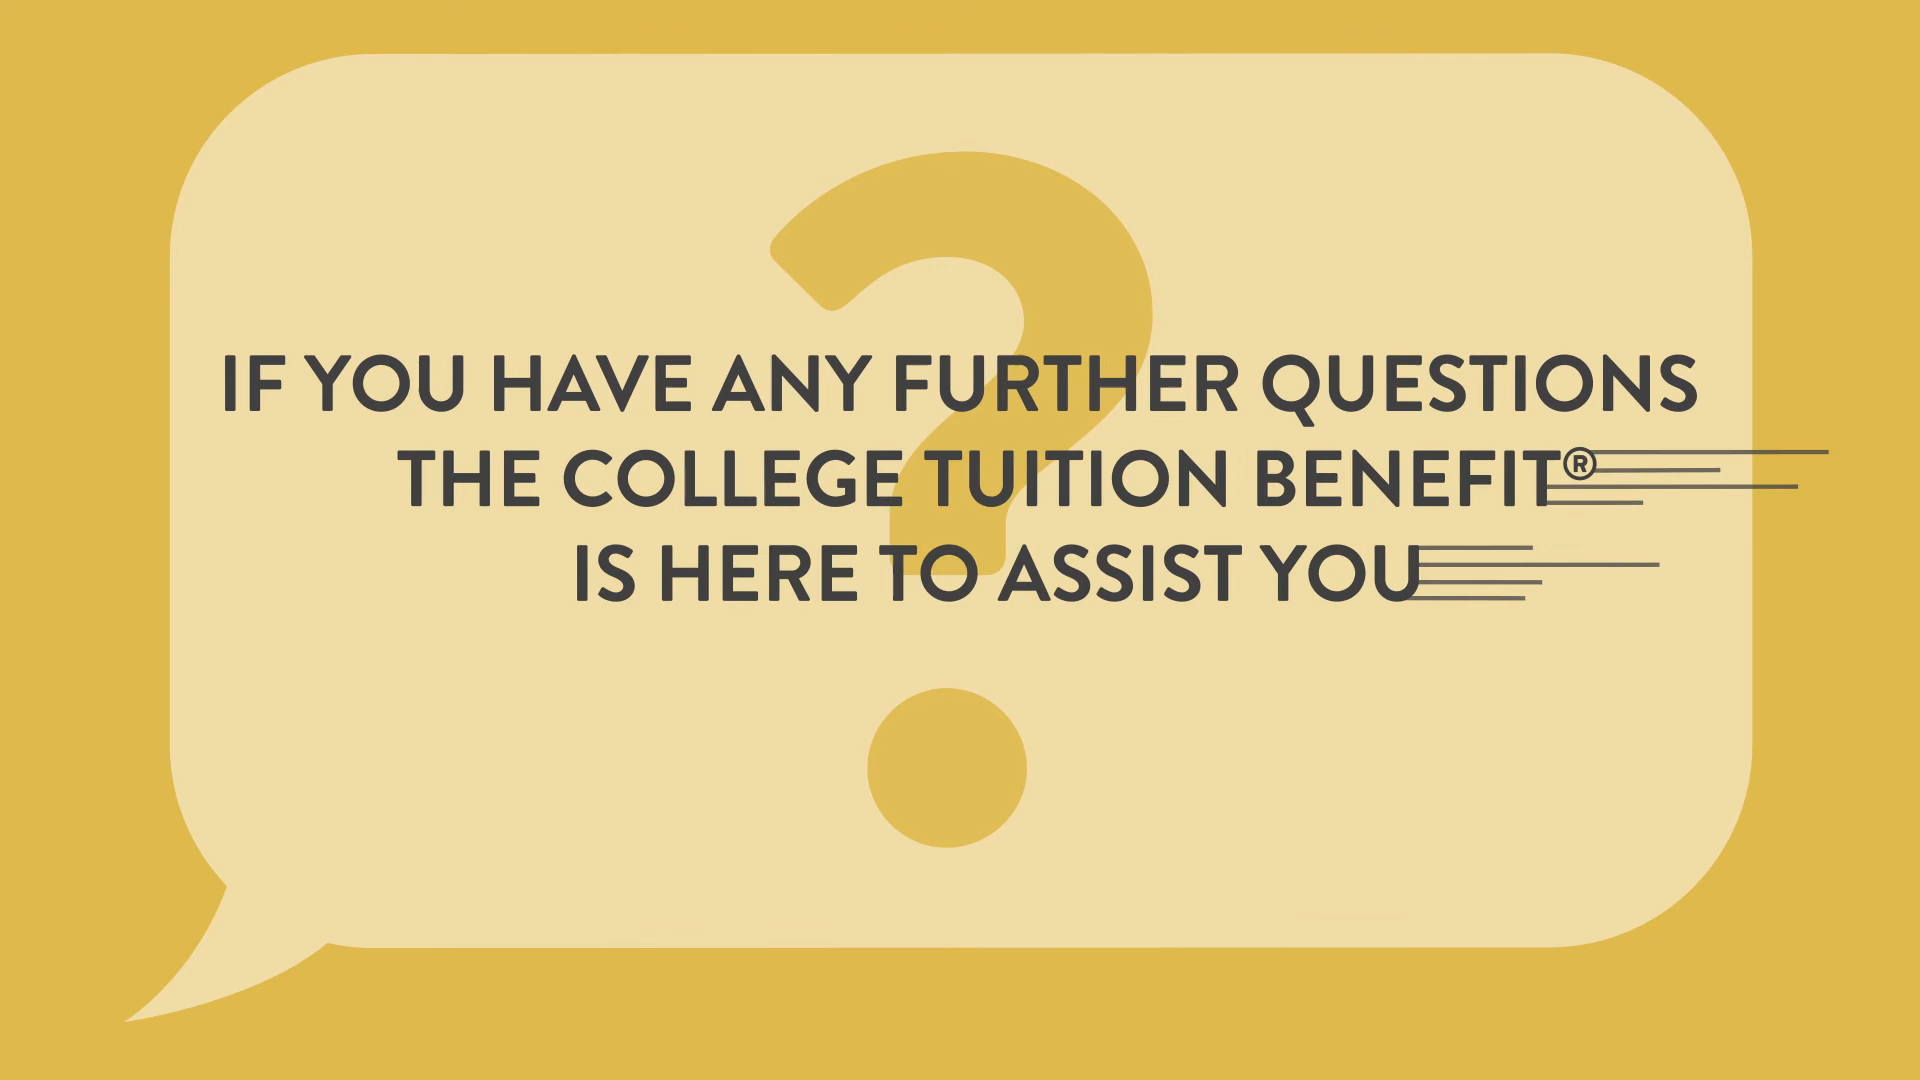 IF YOU HAVE ANY FURTHER QUESTIONS
THE COLLEGE TUITION BENEFIT®
IS HERE TO ASSIST YOU